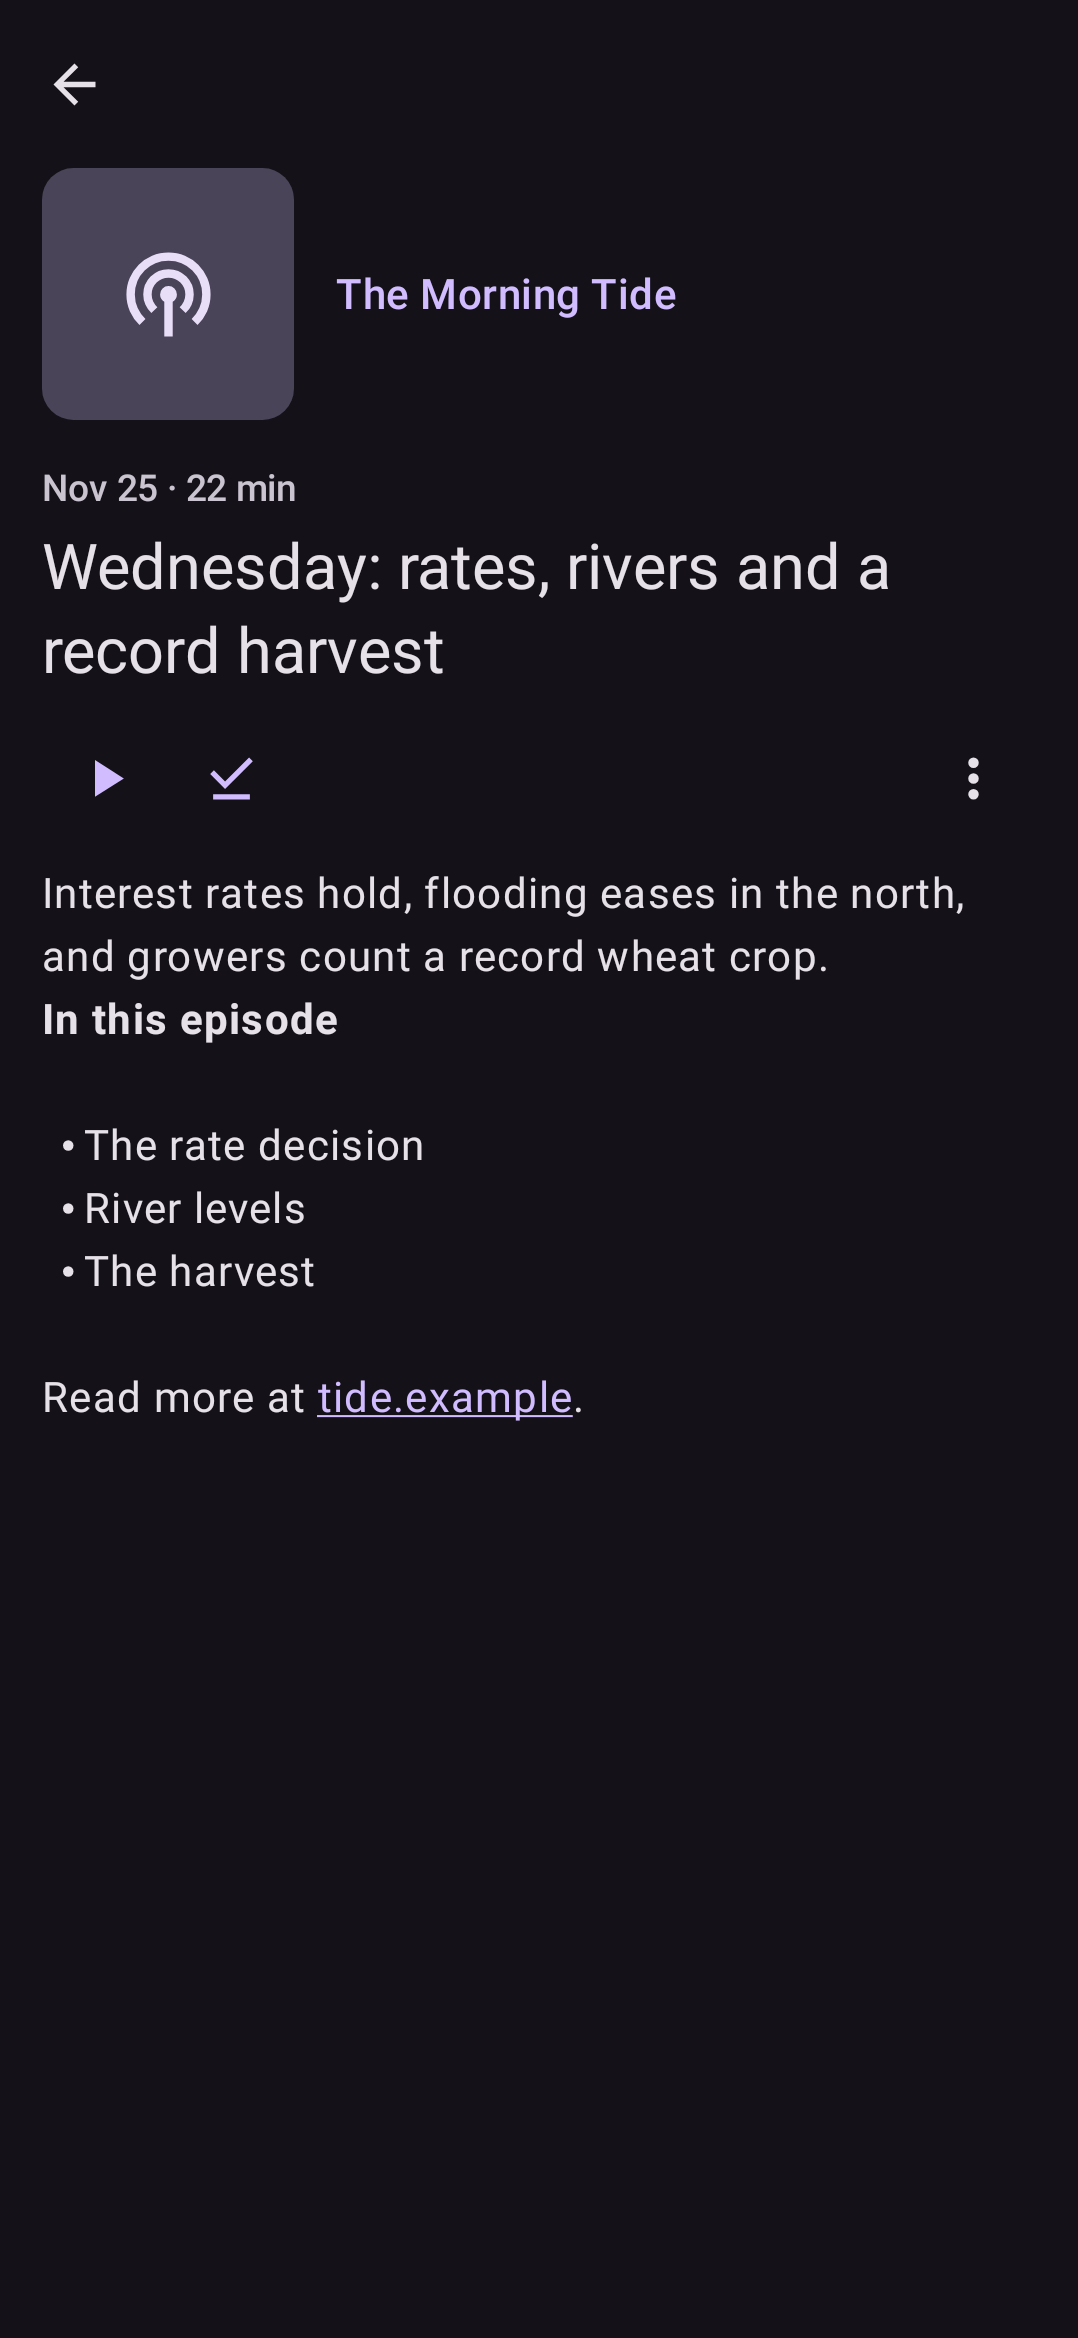 The Morning Tide
Nov 25 · 22 min
Wednesday: rates, rivers and a
record harvest
Interest rates hold, flooding eases in the north,
and growers count a record wheat crop.
In this episode
• The rate decision
• River levels
• The harvest
Read more at tide.example.